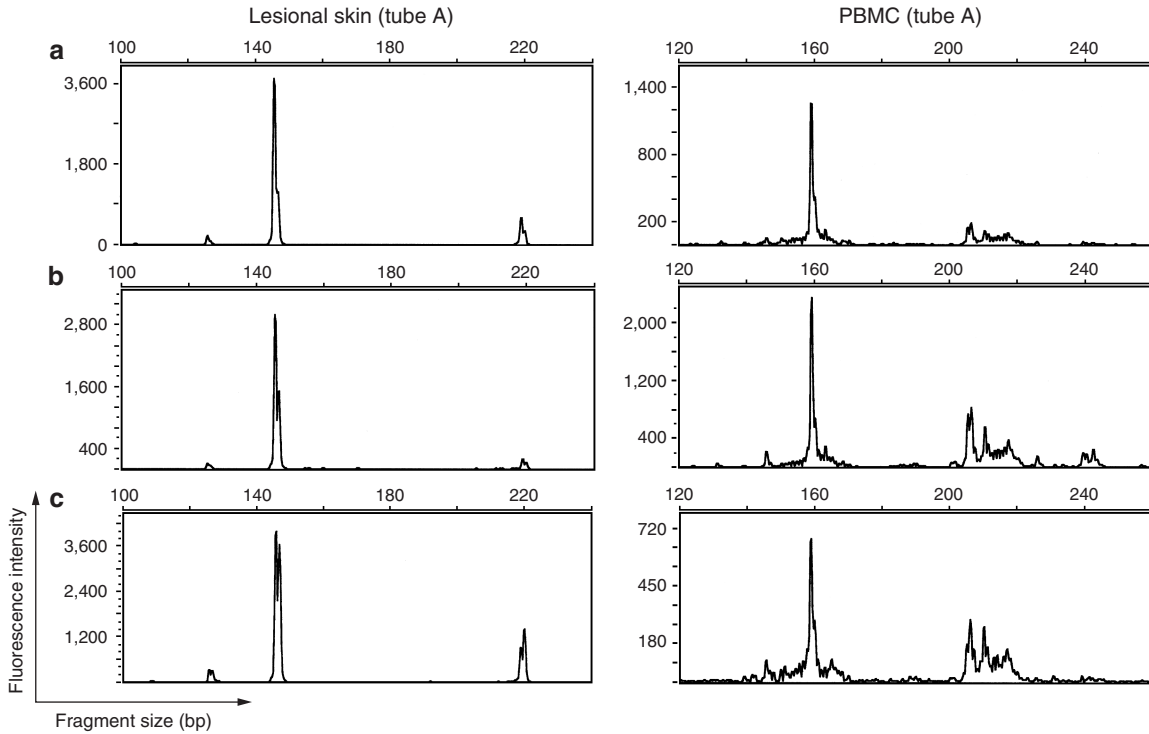 Lesional skin (tube A)
PBMC (tube A)
a
100 140 180 220
3,600
1,800
0
120 160 200 240
1,400
800
200
b
100 140 180 220
2,800
1,600
400
120 160 200 240
2,000
1,200
400
c
100 140 180 220
3,600
2,400
1,200
120 160 200 240
720
450
180
Fluorescence intensity
Fragment size (bp)